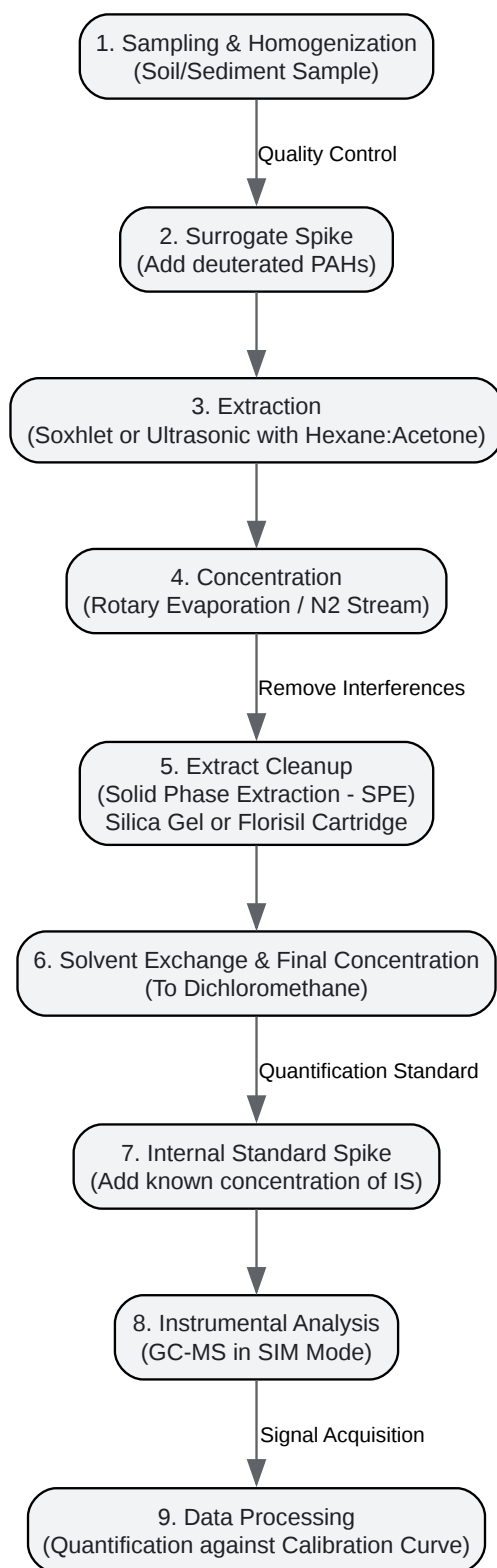 1. Sampling & Homogenization
(Soil/Sediment Sample)
Quality Control
2. Surrogate Spike
(Add deuterated PAHs)
3. Extraction
(Soxhlet or Ultrasonic with Hexane:Acetone)
4. Concentration
(Rotary Evaporation / N2 Stream)
Remove Interferences
5. Extract Cleanup
(Solid Phase Extraction - SPE)
Silica Gel or Florisil Cartridge
6. Solvent Exchange & Final Concentration
(To Dichloromethane)
Quantification Standard
7. Internal Standard Spike
(Add known concentration of IS)
8. Instrumental Analysis
(GC-MS in SIM Mode)
Signal Acquisition
9. Data Processing
(Quantification against Calibration Curve)